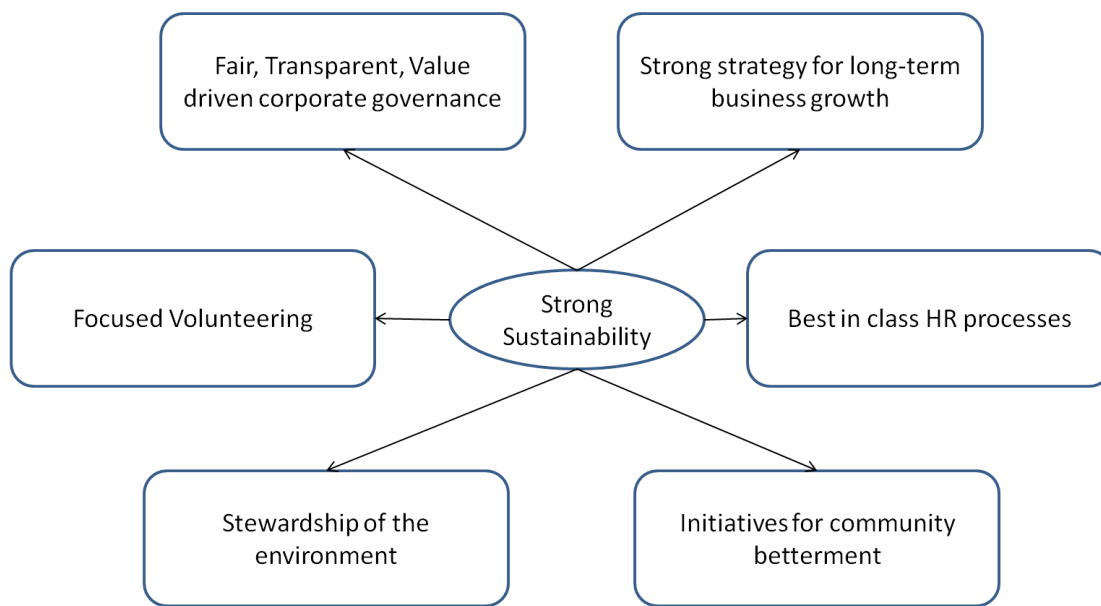 Fair, Transparent, Value
driven corporate governance
Strong strategy for long-term
business growth
Focused Volunteering
Strong
Sustainability
Best in class HR processes
Stewardship of the
environment
Initiatives for community
betterment